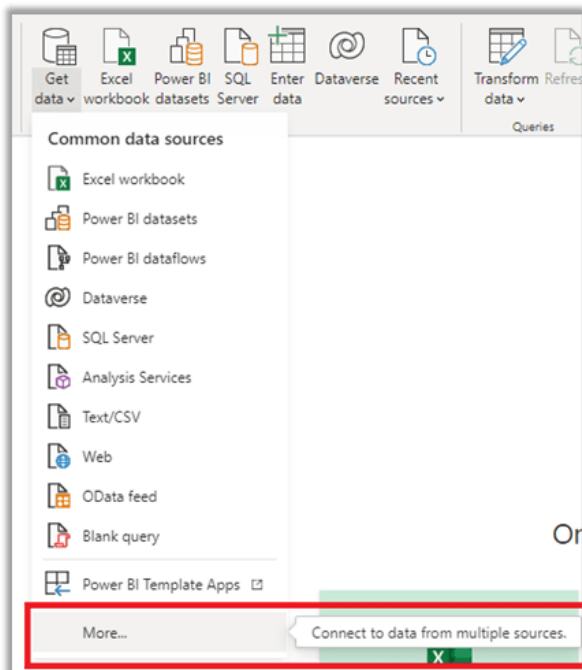 Get Excel Power BI SQL Enter Dataverse Recent Transform Refres
data workbook datasets Server data sources data
Queries
Common data sources
Excel workbook
Power BI datasets
Power BI dataflows
Dataverse
SQL Server
Analysis Services
Text/CSV
Web
OData feed
Blank query
Or
Power BI Template Apps
More...
Connect to data from multiple sources.
X